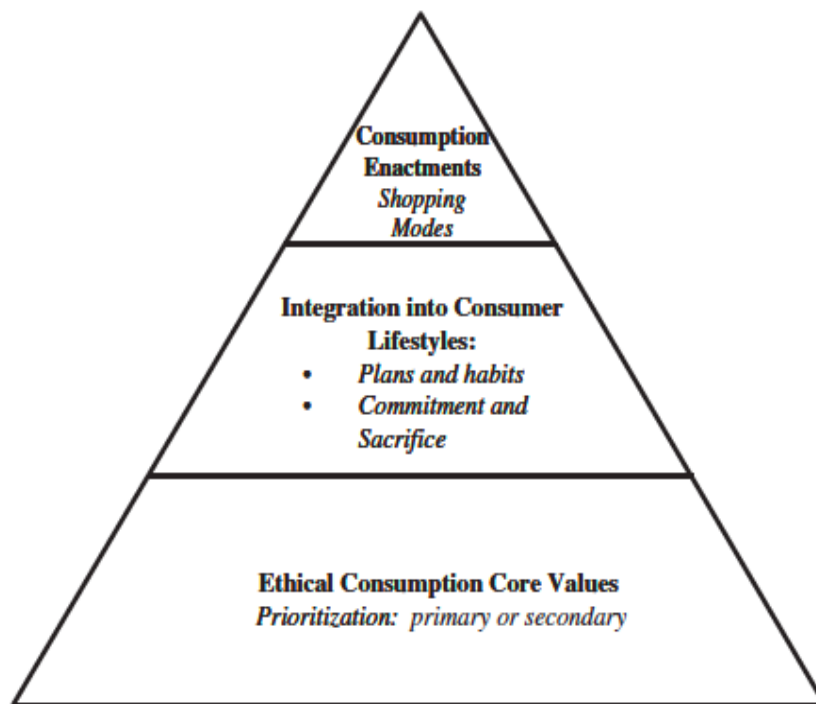 Consumption
Enactments
Shopping
Modes
Integration into Consumer
Lifestyles:
• Plans and habits
• Commitment and
Sacrifice
Ethical Consumption Core Values
Prioritization: primary or secondary